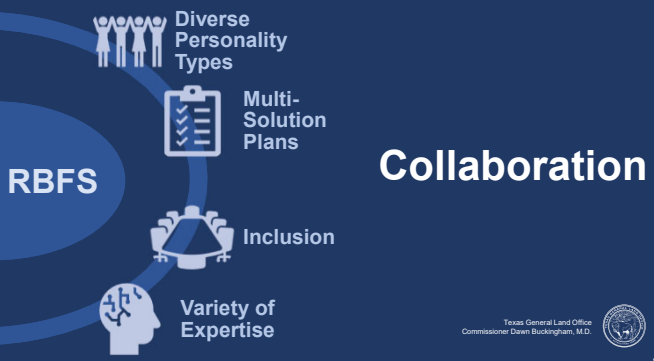 Diverse
Personality
Types
Multi-
Solution
Plans
RBFS
Collaboration
Inclusion
Variety of
Expertise
Texas General Land Office
Commissioner Dawn Buckingham, M.D.